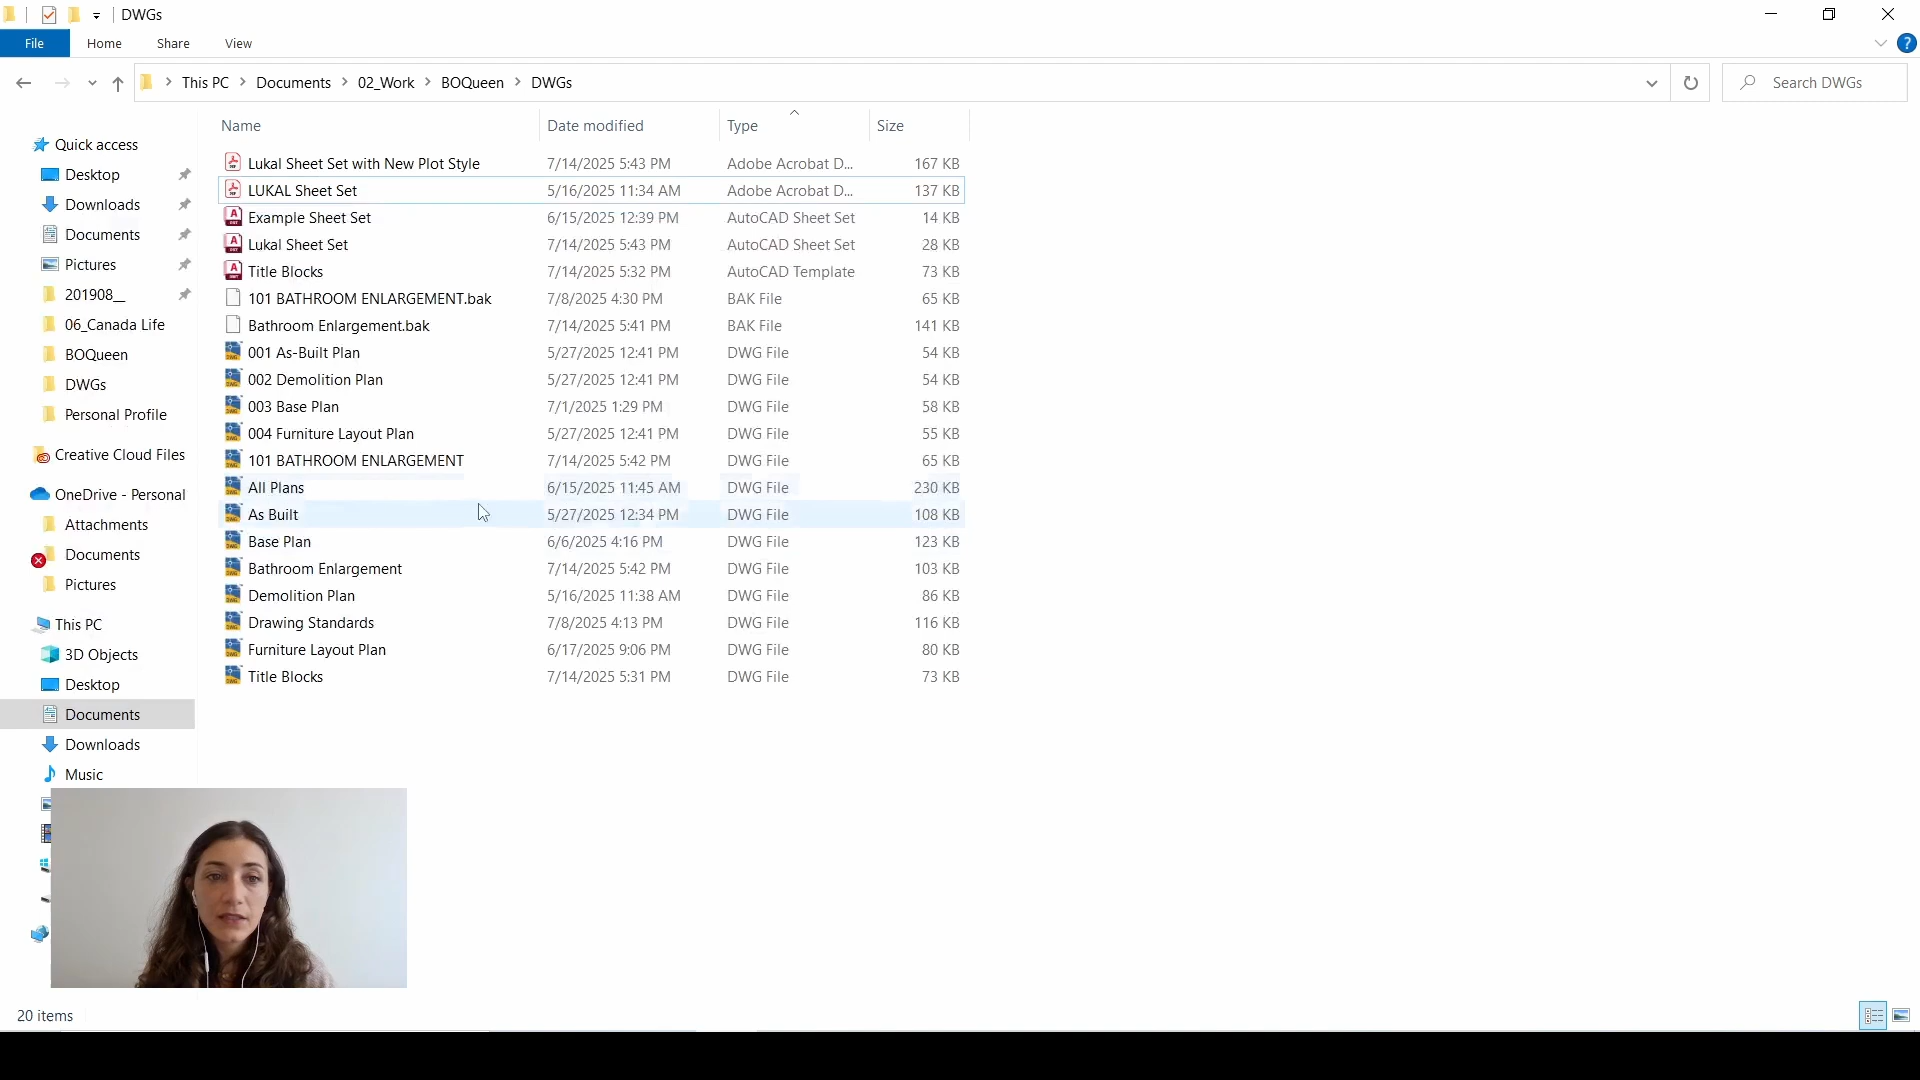 DWGs
File Home Share View ?
This PC Documents 02_Work BOQueen DWGs Search DWGs
Name Date modified Type Size
Quick access
Desktop
Downloads
Documents
Pictures
201908__
06_Canada Life
BOQueen
DWGs
Personal Profile
Creative Cloud Files
OneDrive - Personal
Attachments
Documents
Pictures
This PC
3D Objects
Desktop
Documents
Downloads
Music
Lukal Sheet Set with New Plot Style 7/14/2025 5:43 PM Adobe Acrobat D... 167 KB
LUKAL Sheet Set 5/16/2025 11:34 AM Adobe Acrobat D... 137 KB
Example Sheet Set 6/15/2025 12:39 PM AutoCAD Sheet Set 14 KB
Lukal Sheet Set 7/14/2025 5:43 PM AutoCAD Sheet Set 28 KB
Title Blocks 7/14/2025 5:32 PM AutoCAD Template 73 KB
101 BATHROOM ENLARGEMENT.bak 7/8/2025 4:30 PM BAK File 65 KB
Bathroom Enlargement.bak 7/14/2025 5:41 PM BAK File 141 KB
001 As-Built Plan 5/27/2025 12:41 PM DWG File 54 KB
002 Demolition Plan 5/27/2025 12:41 PM DWG File 54 KB
003 Base Plan 7/1/2025 1:29 PM DWG File 58 KB
004 Furniture Layout Plan 5/27/2025 12:41 PM DWG File 55 KB
101 BATHROOM ENLARGEMENT 7/14/2025 5:42 PM DWG File 65 KB
All Plans 6/15/2025 11:45 AM DWG File 230 KB
As Built 5/27/2025 12:34 PM DWG File 108 KB
Base Plan 6/6/2025 4:16 PM DWG File 123 KB
Bathroom Enlargement 7/14/2025 5:42 PM DWG File 103 KB
Demolition Plan 5/16/2025 11:38 AM DWG File 86 KB
Drawing Standards 7/8/2025 4:13 PM DWG File 116 KB
Furniture Layout Plan 6/17/2025 9:06 PM DWG File 80 KB
Title Blocks 7/14/2025 5:31 PM DWG File 73 KB
20 items